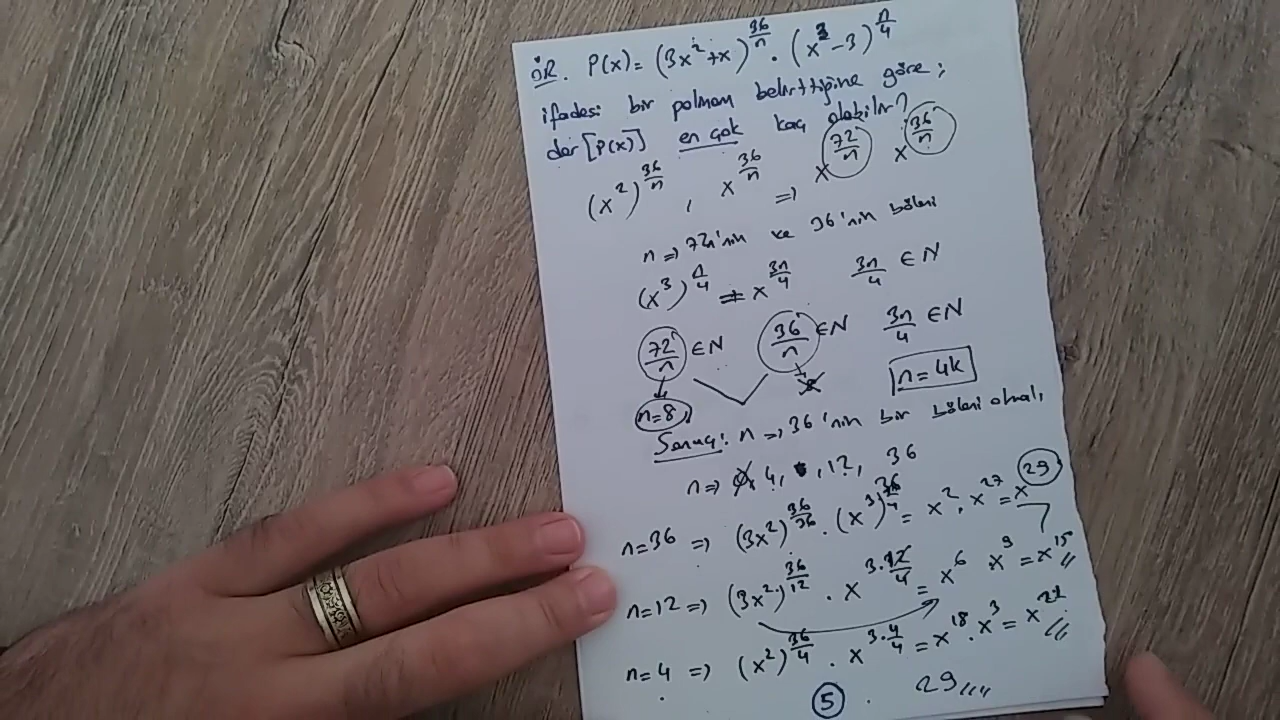 ÖR. P(x) = (3x² + x)^(36/n) · (x³ - 3)^(n/4)
ifadesi bir polinom belirttiğine göre;
der [P(x)] en çok kaç olabilir?
(x²)^(36/n) , x^(36/n) => x^(72/n) x^(36/n)
n => 72'nin ve 36'nın böleni
(x³)^(n/4) => x^(3n/4) 3n/4 ∈ N
72/n ∈ N 36/n ∈ N 3n/4 ∈ N
n=8 n=4k
Sonuç: n => 36'nın bir böleni olmalı,
n => 4, 12, 36
n=36 => (3x²)^(36/36) · (x³)^(36/4) = x² · x²⁷ = x²⁹
n=12 => (3x²)^(36/12) · x^(3·12/4) = x⁶ x⁹ = x¹⁵
n=4 => (x²)^(36/4) · x^(3·4/4) = x¹⁸ · x³ = x²¹
5 29